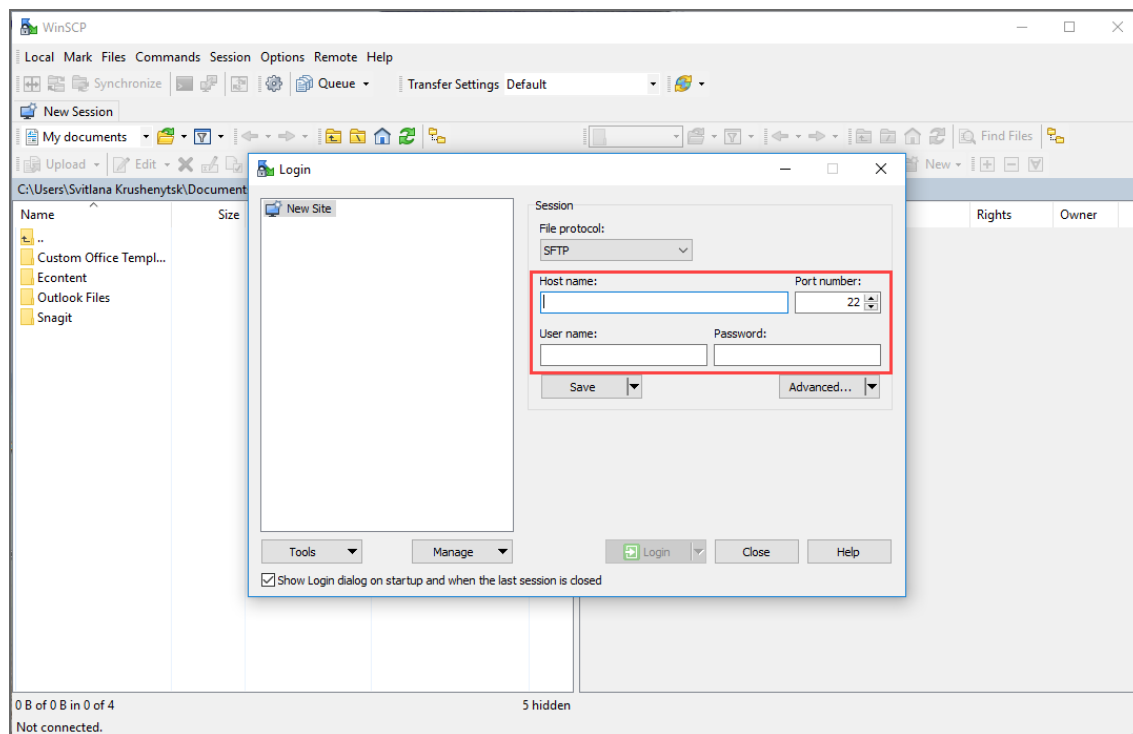 WinSCP
Local Mark Files Commands Session Options Remote Help
Synchronize Queue Transfer Settings Default
New Session
My documents Find Files
Upload Edit New
Login
C:\Users\Svitlana Krushenytsk\Document
Name Size Rights Owner
..
Custom Office Templ...
Econtent
Outlook Files
Snagit
New Site
Session
File protocol:
SFTP
Host name: Port number:
22
User name: Password:
Save Advanced...
Tools Manage Login Close Help
Show Login dialog on startup and when the last session is closed
0 B of 0 B in 0 of 4 5 hidden
Not connected.